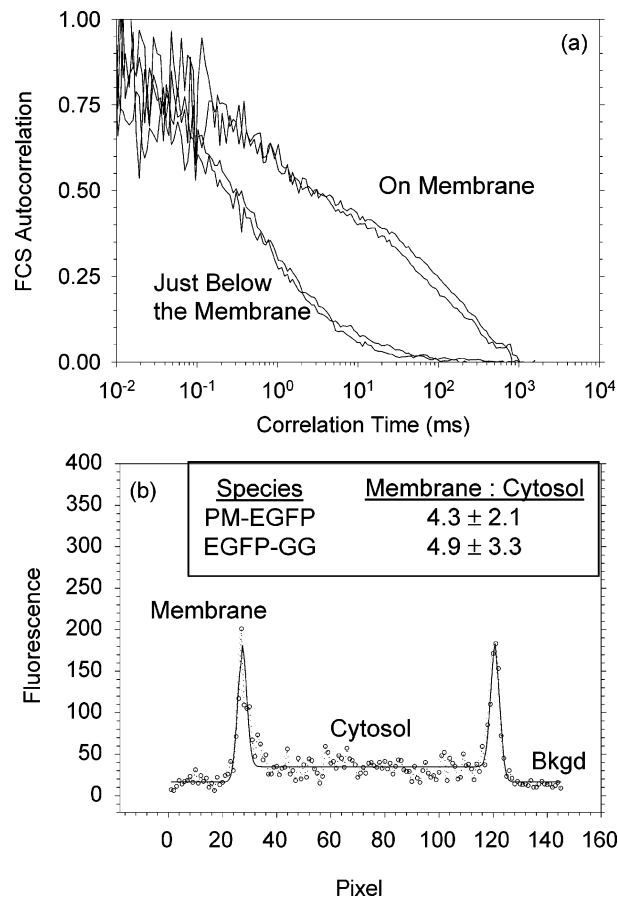 (a)
FCS Autocorrelation
1.00
0.75
0.50
0.25
0.00
On Membrane
Just Below
the Membrane
10-2 10-1 100 101 102 103 104
Correlation Time (ms)
(b)
Species Membrane : Cytosol
PM-EGFP 4.3 ± 2.1
EGFP-GG 4.9 ± 3.3
Fluorescence
400
350
300
250
200
150
100
50
0
Membrane
Cytosol
Bkgd
0 20 40 60 80 100 120 140 160
Pixel